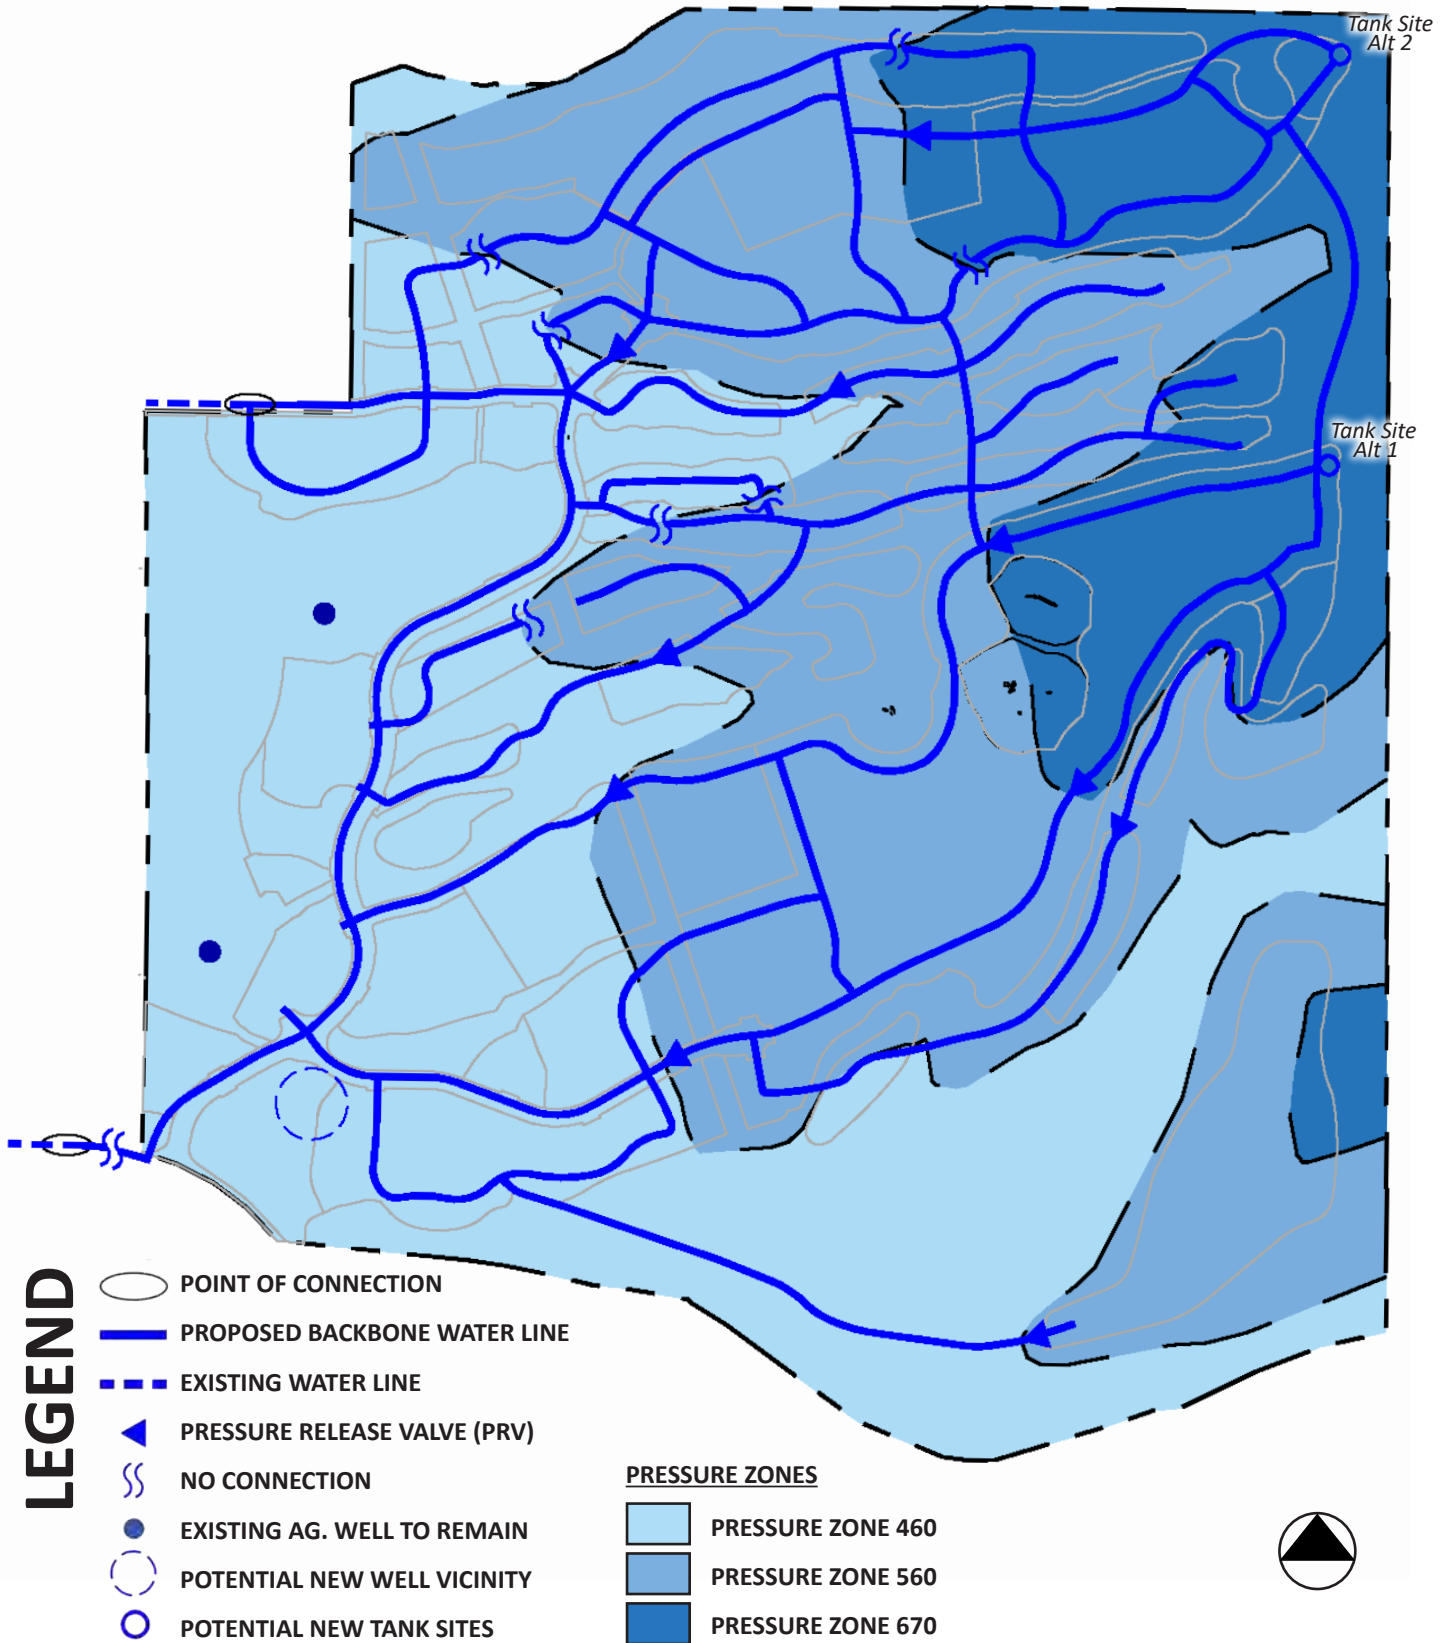 Tank Site
Alt 2
Tank Site
Alt 1
LEGEND
POINT OF CONNECTION
PROPOSED BACKBONE WATER LINE
EXISTING WATER LINE
PRESSURE RELEASE VALVE (PRV)
NO CONNECTION
EXISTING AG. WELL TO REMAIN
POTENTIAL NEW WELL VICINITY
POTENTIAL NEW TANK SITES
PRESSURE ZONES
PRESSURE ZONE 460
PRESSURE ZONE 560
PRESSURE ZONE 670